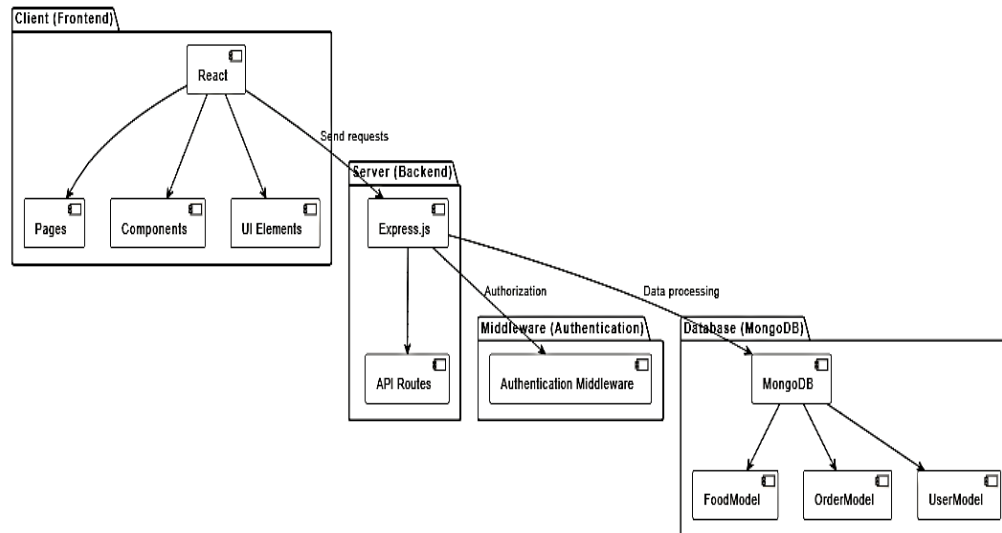 Client (Frontend)
React
Send requests
Server (Backend)
Pages
Components
UI Elements
Express.js
Authorization
Data processing
Middleware (Authentication)
Database (MongoDB)
API Routes
Authentication Middleware
MongoDB
FoodModel
OrderModel
UserModel